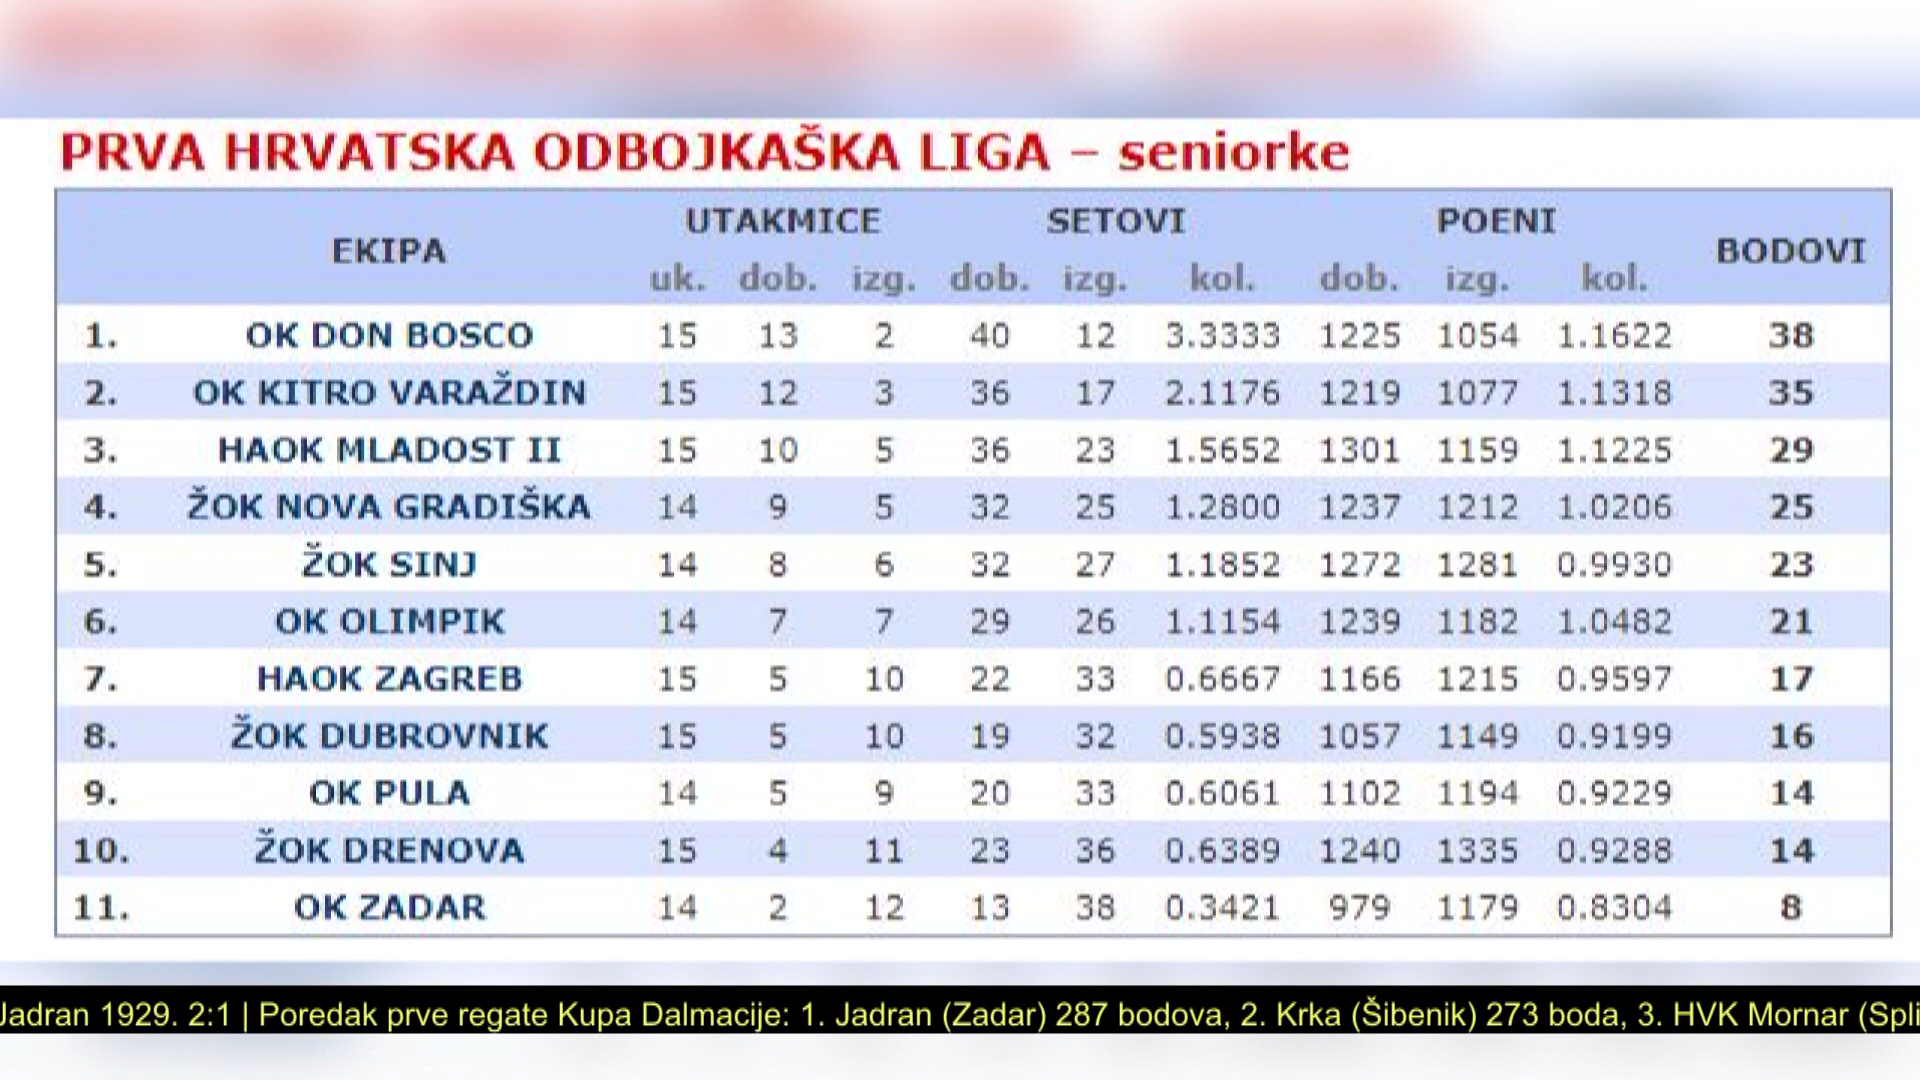 PRVA HRVATSKA ODBOJKAŠKA LIGA – seniorke
EKIPA UTAKMICE SETOVI POENI BODOVI
uk. dob. izg. dob. izg. kol. dob. izg. kol.
1. OK DON BOSCO 15 13 2 40 12 3.3333 1225 1054 1.1622 38
2. OK KITRO VARAŽDIN 15 12 3 36 17 2.1176 1219 1077 1.1318 35
3. HAOK MLADOST II 15 10 5 36 23 1.5652 1301 1159 1.1225 29
4. ŽOK NOVA GRADIŠKA 14 9 5 32 25 1.2800 1237 1212 1.0206 25
5. ŽOK SINJ 14 8 6 32 27 1.1852 1272 1281 0.9930 23
6. OK OLIMPIK 14 7 7 29 26 1.1154 1239 1182 1.0482 21
7. HAOK ZAGREB 15 5 10 22 33 0.6667 1166 1215 0.9597 17
8. ŽOK DUBROVNIK 15 5 10 19 32 0.5938 1057 1149 0.9199 16
9. OK PULA 14 5 9 20 33 0.6061 1102 1194 0.9229 14
10. ŽOK DRENOVA 15 4 11 23 36 0.6389 1240 1335 0.9288 14
11. OK ZADAR 14 2 12 13 38 0.3421 979 1179 0.8304 8
Jadran 1929. 2:1 | Poredak prve regate Kupa Dalmacije: 1. Jadran (Zadar) 287 bodova, 2. Krka (Šibenik) 273 boda, 3. HVK Mornar (Spli